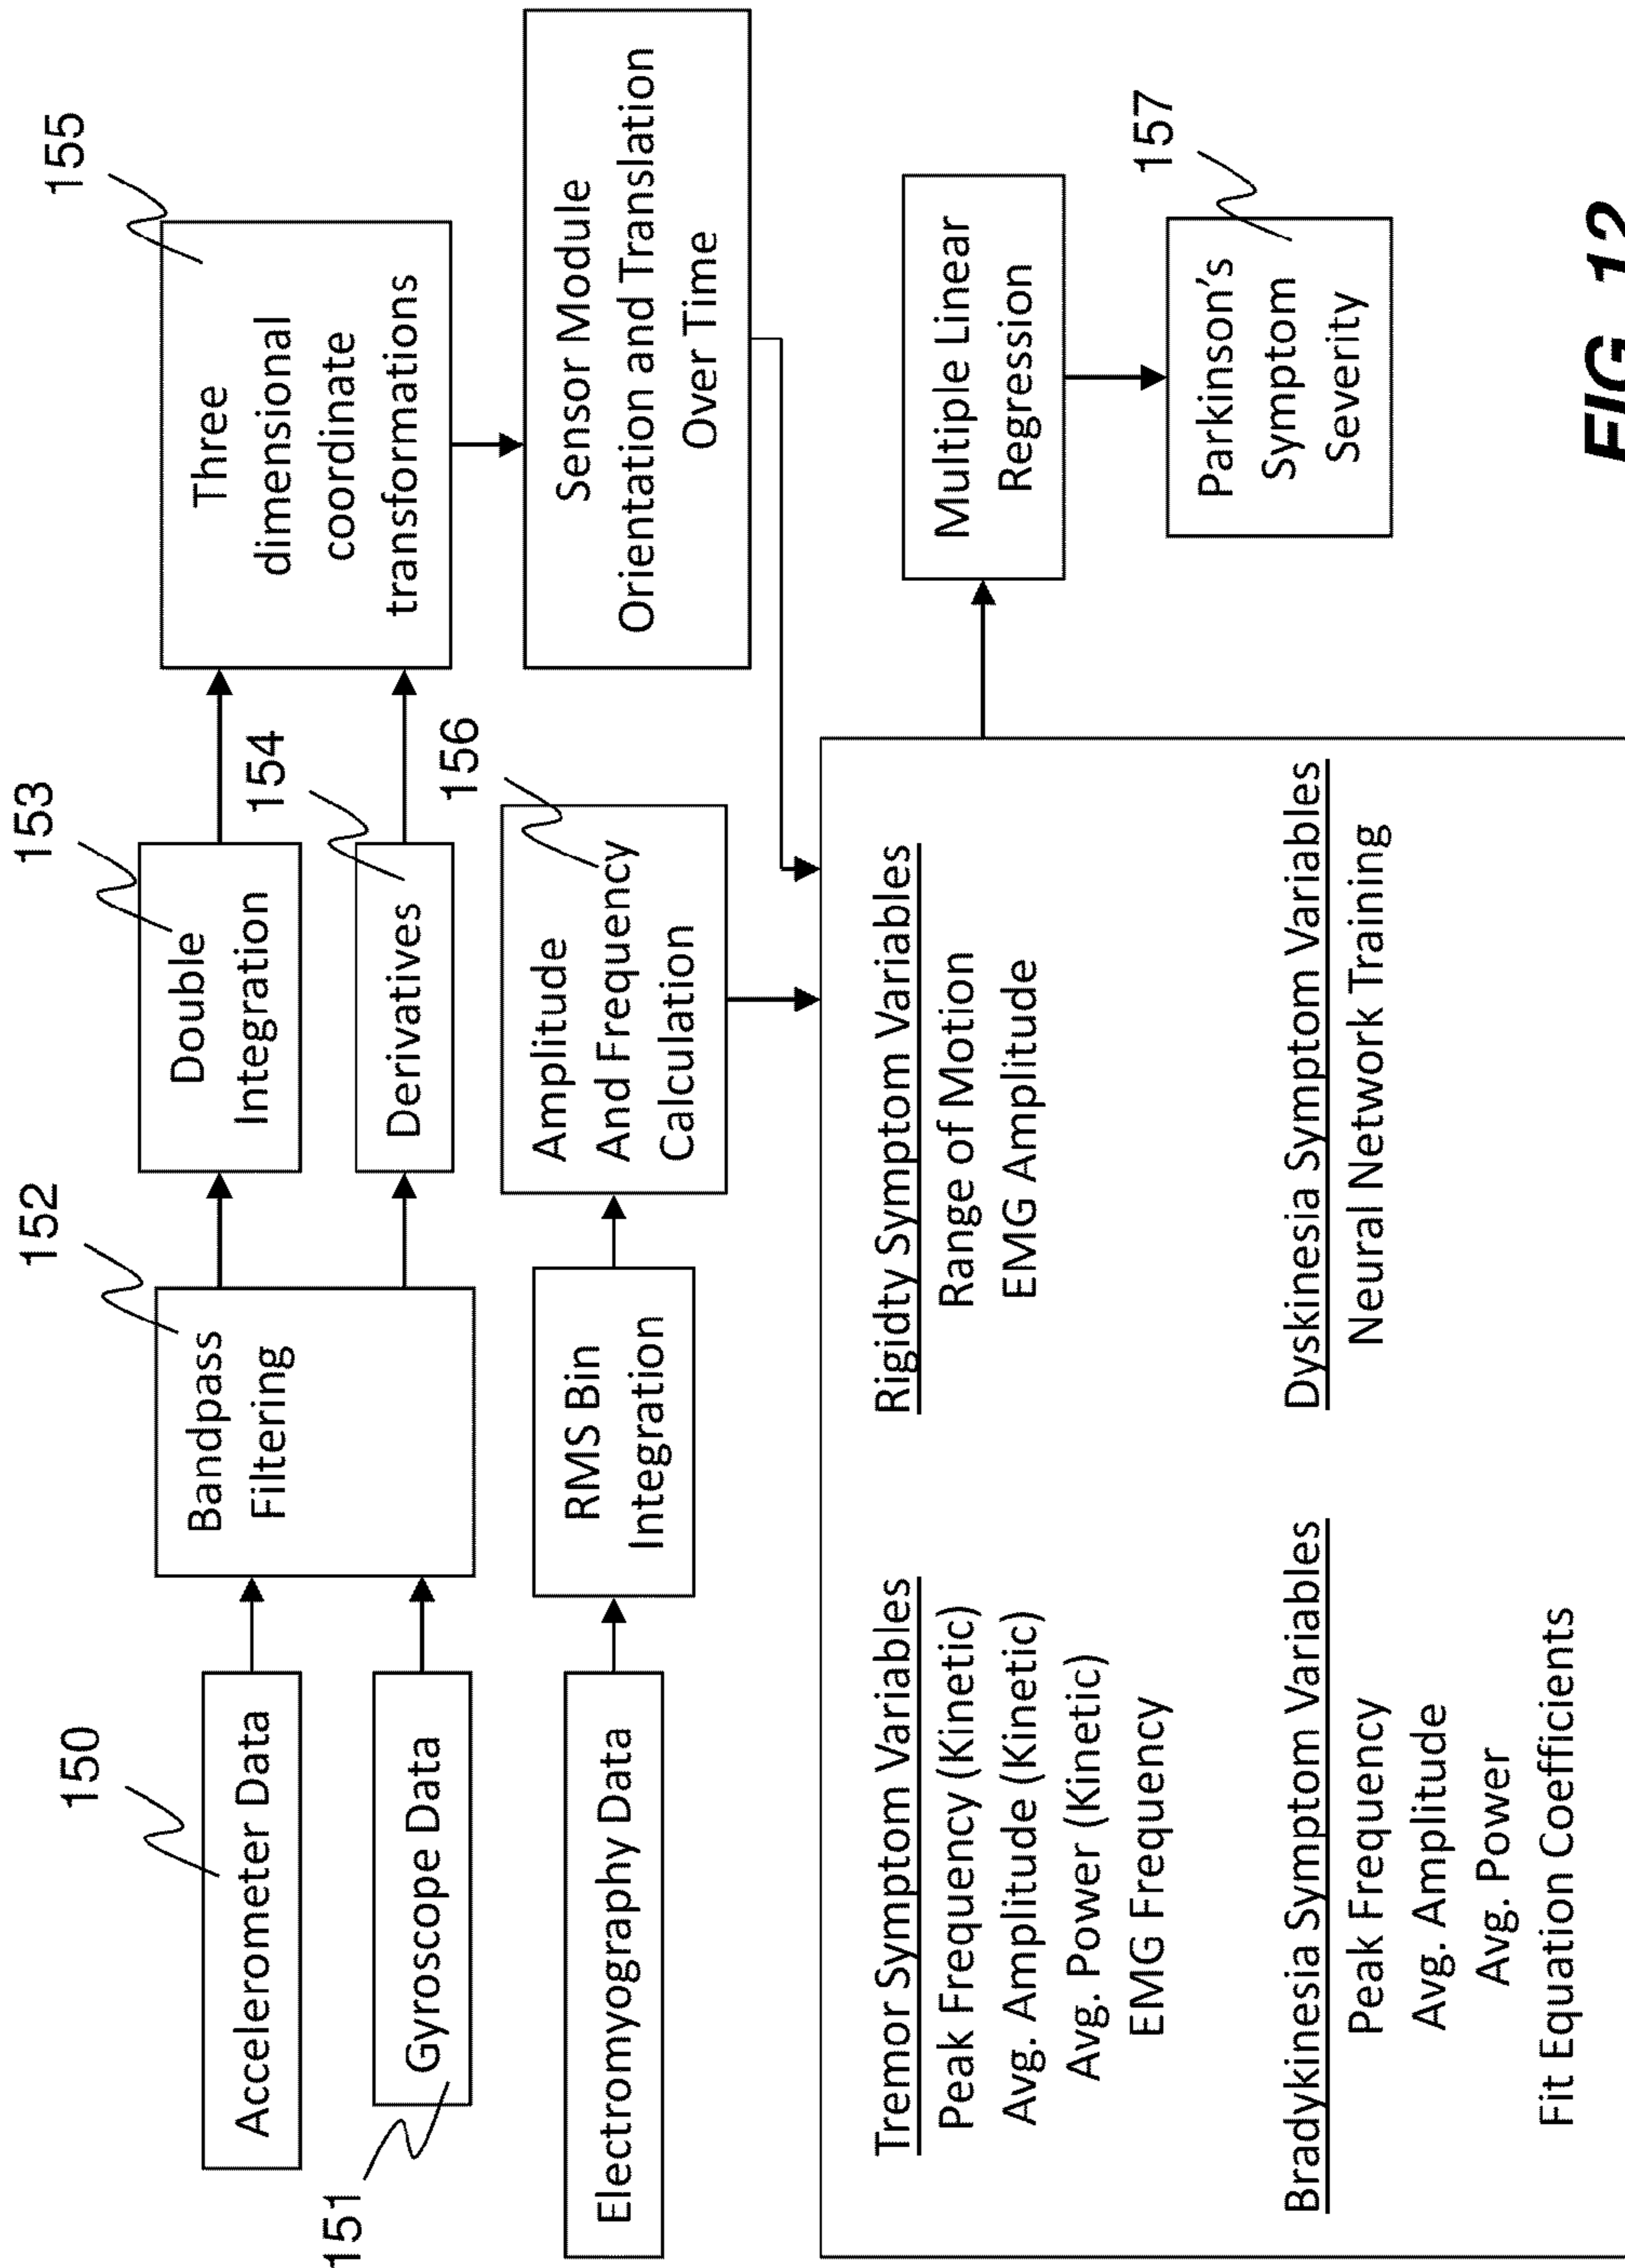 150
Accelerometer Data
151
Gyroscope Data
Electromyography Data
152
Bandpass
Filtering
RMS Bin
Integration
153
Double
Integration
154
Derivatives
156
Amplitude
And Frequency
Calculation
155
Three
dimensional
coordinate
transformations
Sensor Module
Orientation and Translation
Over Time
Tremor Symptom Variables
Peak Frequency (Kinetic)
Avg. Amplitude (Kinetic)
Avg. Power (Kinetic)
EMG Frequency
Rigidty Symptom Variables
Range of Motion
EMG Amplitude
Bradykinesia Symptom Variables
Peak Frequency
Avg. Amplitude
Avg. Power
Fit Equation Coefficients
Dyskinesia Symptom Variables
Neural Network Training
Multiple Linear
Regression
157
Parkinson's
Symptom
Severity
FIG. 12